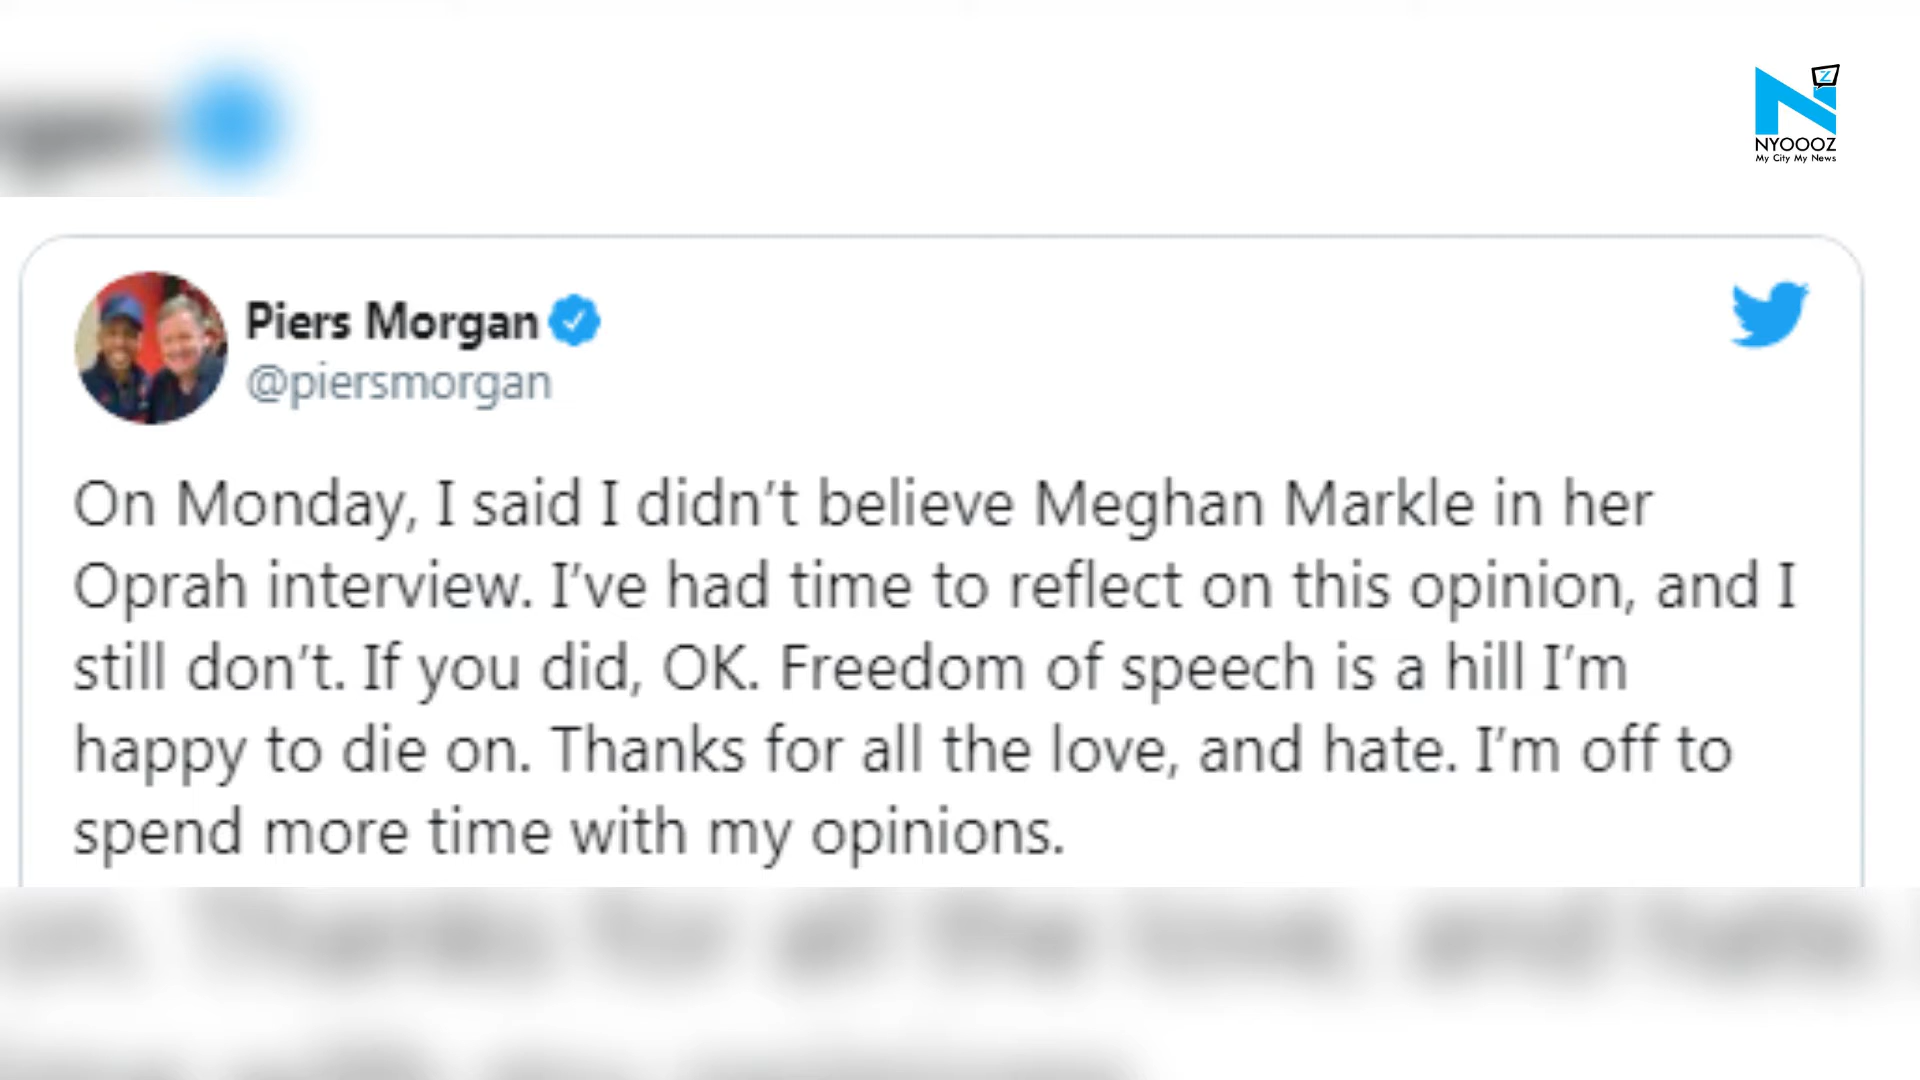 NYOOOZ
My City My News
Piers Morgan
@piersmorgan
On Monday, I said I didn’t believe Meghan Markle in her
Oprah interview. I’ve had time to reflect on this opinion, and I
still don’t. If you did, OK. Freedom of speech is a hill I’m
happy to die on. Thanks for all the love, and hate. I’m off to
spend more time with my opinions.